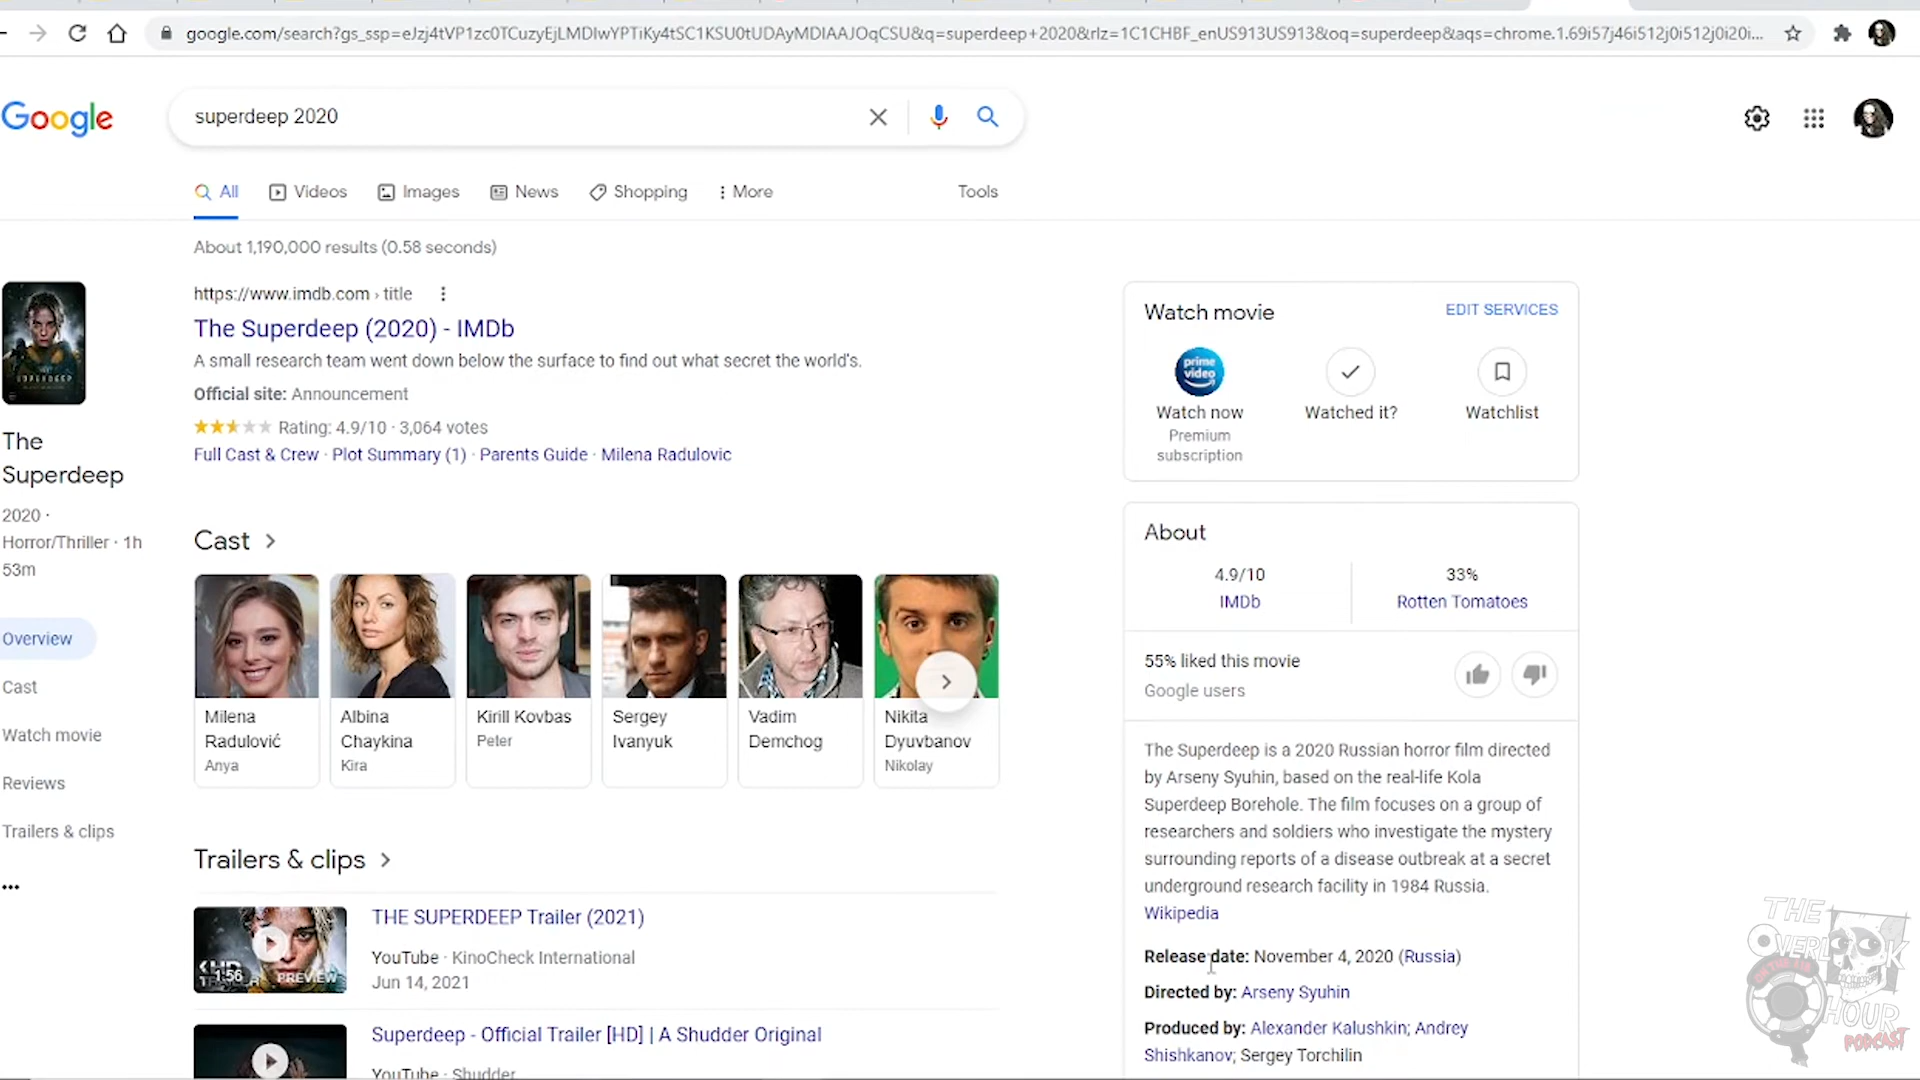 google.com/search?gs_ssp=eJzj4tVP1zc0TCuzyEjLMDIwYPTiKy4tSC1KSU0tUDAyMDIAAJOqCSU&q=superdeep+2020&rlz=1C1CHBF_enUS913US913&oq=superdeep&aqs=chrome.1.69i57j46i512j0i512j0i20i...
Google
superdeep 2020
All
Videos
Images
News
Shopping
More
Tools
About 1,190,000 results (0.58 seconds)
The
Superdeep
2020 ·
Horror/Thriller · 1h
53m
Overview
Cast
Watch movie
Reviews
Trailers & clips
https://www.imdb.com › title
The Superdeep (2020) - IMDb
A small research team went down below the surface to find out what secret the world's.
Official site: Announcement
Rating: 4.9/10 · 3,064 votes
Full Cast & Crew · Plot Summary (1) · Parents Guide · Milena Radulovic
Cast
Milena
Radulović
Anya
Albina
Chaykina
Kira
Kirill Kovbas
Peter
Sergey
Ivanyuk
Vadim
Demchog
Nikita
Dyuvbanov
Nikolay
Trailers & clips
1:56
PREVIEW
THE SUPERDEEP Trailer (2021)
YouTube · KinoCheck International
Jun 14, 2021
Superdeep - Official Trailer [HD] | A Shudder Original
YouTube · Shudder
Watch movie
EDIT SERVICES
prime
video
Watch now
Premium
subscription
Watched it?
Watchlist
About
4.9/10
IMDb
33%
Rotten Tomatoes
55% liked this movie
Google users
The Superdeep is a 2020 Russian horror film directed
by Arseny Syuhin, based on the real-life Kola
Superdeep Borehole. The film focuses on a group of
researchers and soldiers who investigate the mystery
surrounding reports of a disease outbreak at a secret
underground research facility in 1984 Russia.
Wikipedia
Release date: November 4, 2020 (Russia)
Directed by: Arseny Syuhin
Produced by: Alexander Kalushkin; Andrey
Shishkanov; Sergey Torchilin
THE
OVERLOOK
HOUR
PODCAST